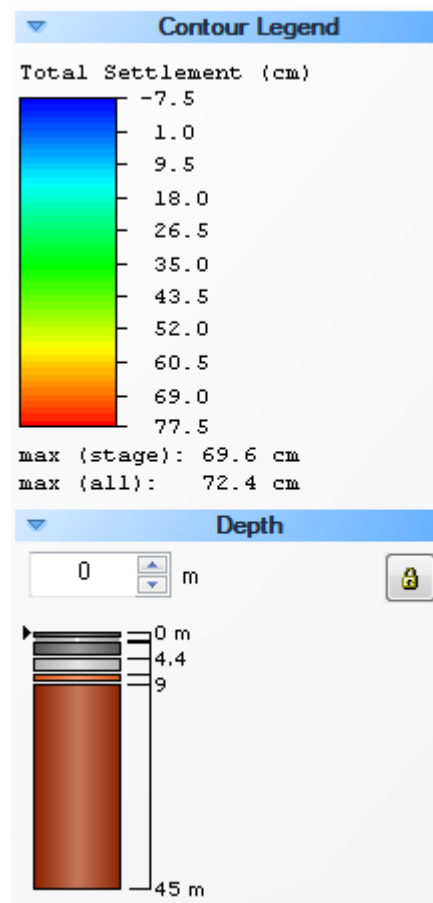 Contour Legend
Total Settlement (cm)
-7.5
1.0
9.5
18.0
26.5
35.0
43.5
52.0
60.5
69.0
77.5
max (stage): 69.6 cm
max (all): 72.4 cm
Depth
0 m
0 m
4.4
9
45 m